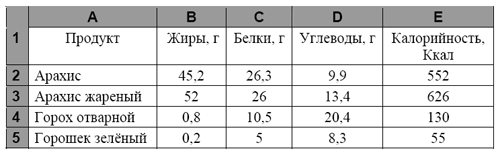 A B C D E
1 Продукт Жиры, г Белки, г Углеводы, г Калорийность, Ккал
2 Арахис 45,2 26,3 9,9 552
3 Арахис жареный 52 26 13,4 626
4 Горох отварной 0,8 10,5 20,4 130
5 Горошек зелёный 0,2 5 8,3 55